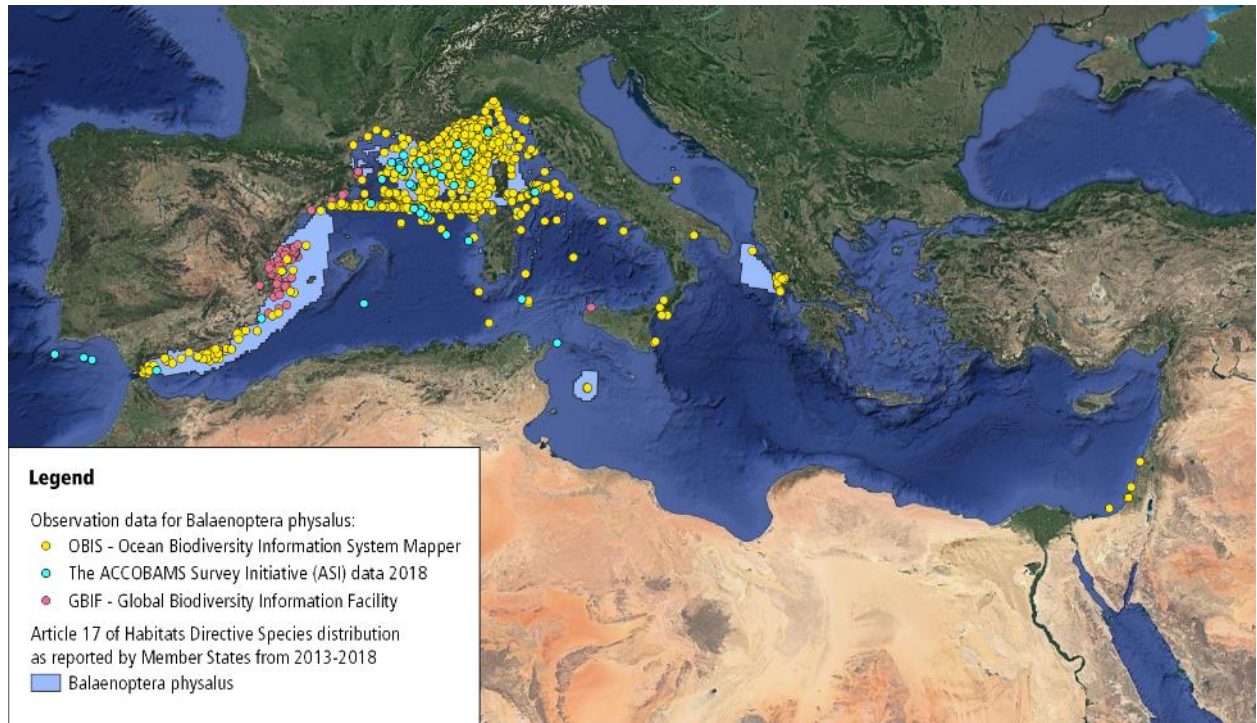 Legend
Observation data for Balaenoptera physalus:
OBIS - Ocean Biodiversity Information System Mapper
The ACCOBAMS Survey Initiative (ASI) data 2018
GBIF - Global Biodiversity Information Facility
Article 17 of Habitats Directive Species distribution
as reported by Member States from 2013-2018
Balaenoptera physalus